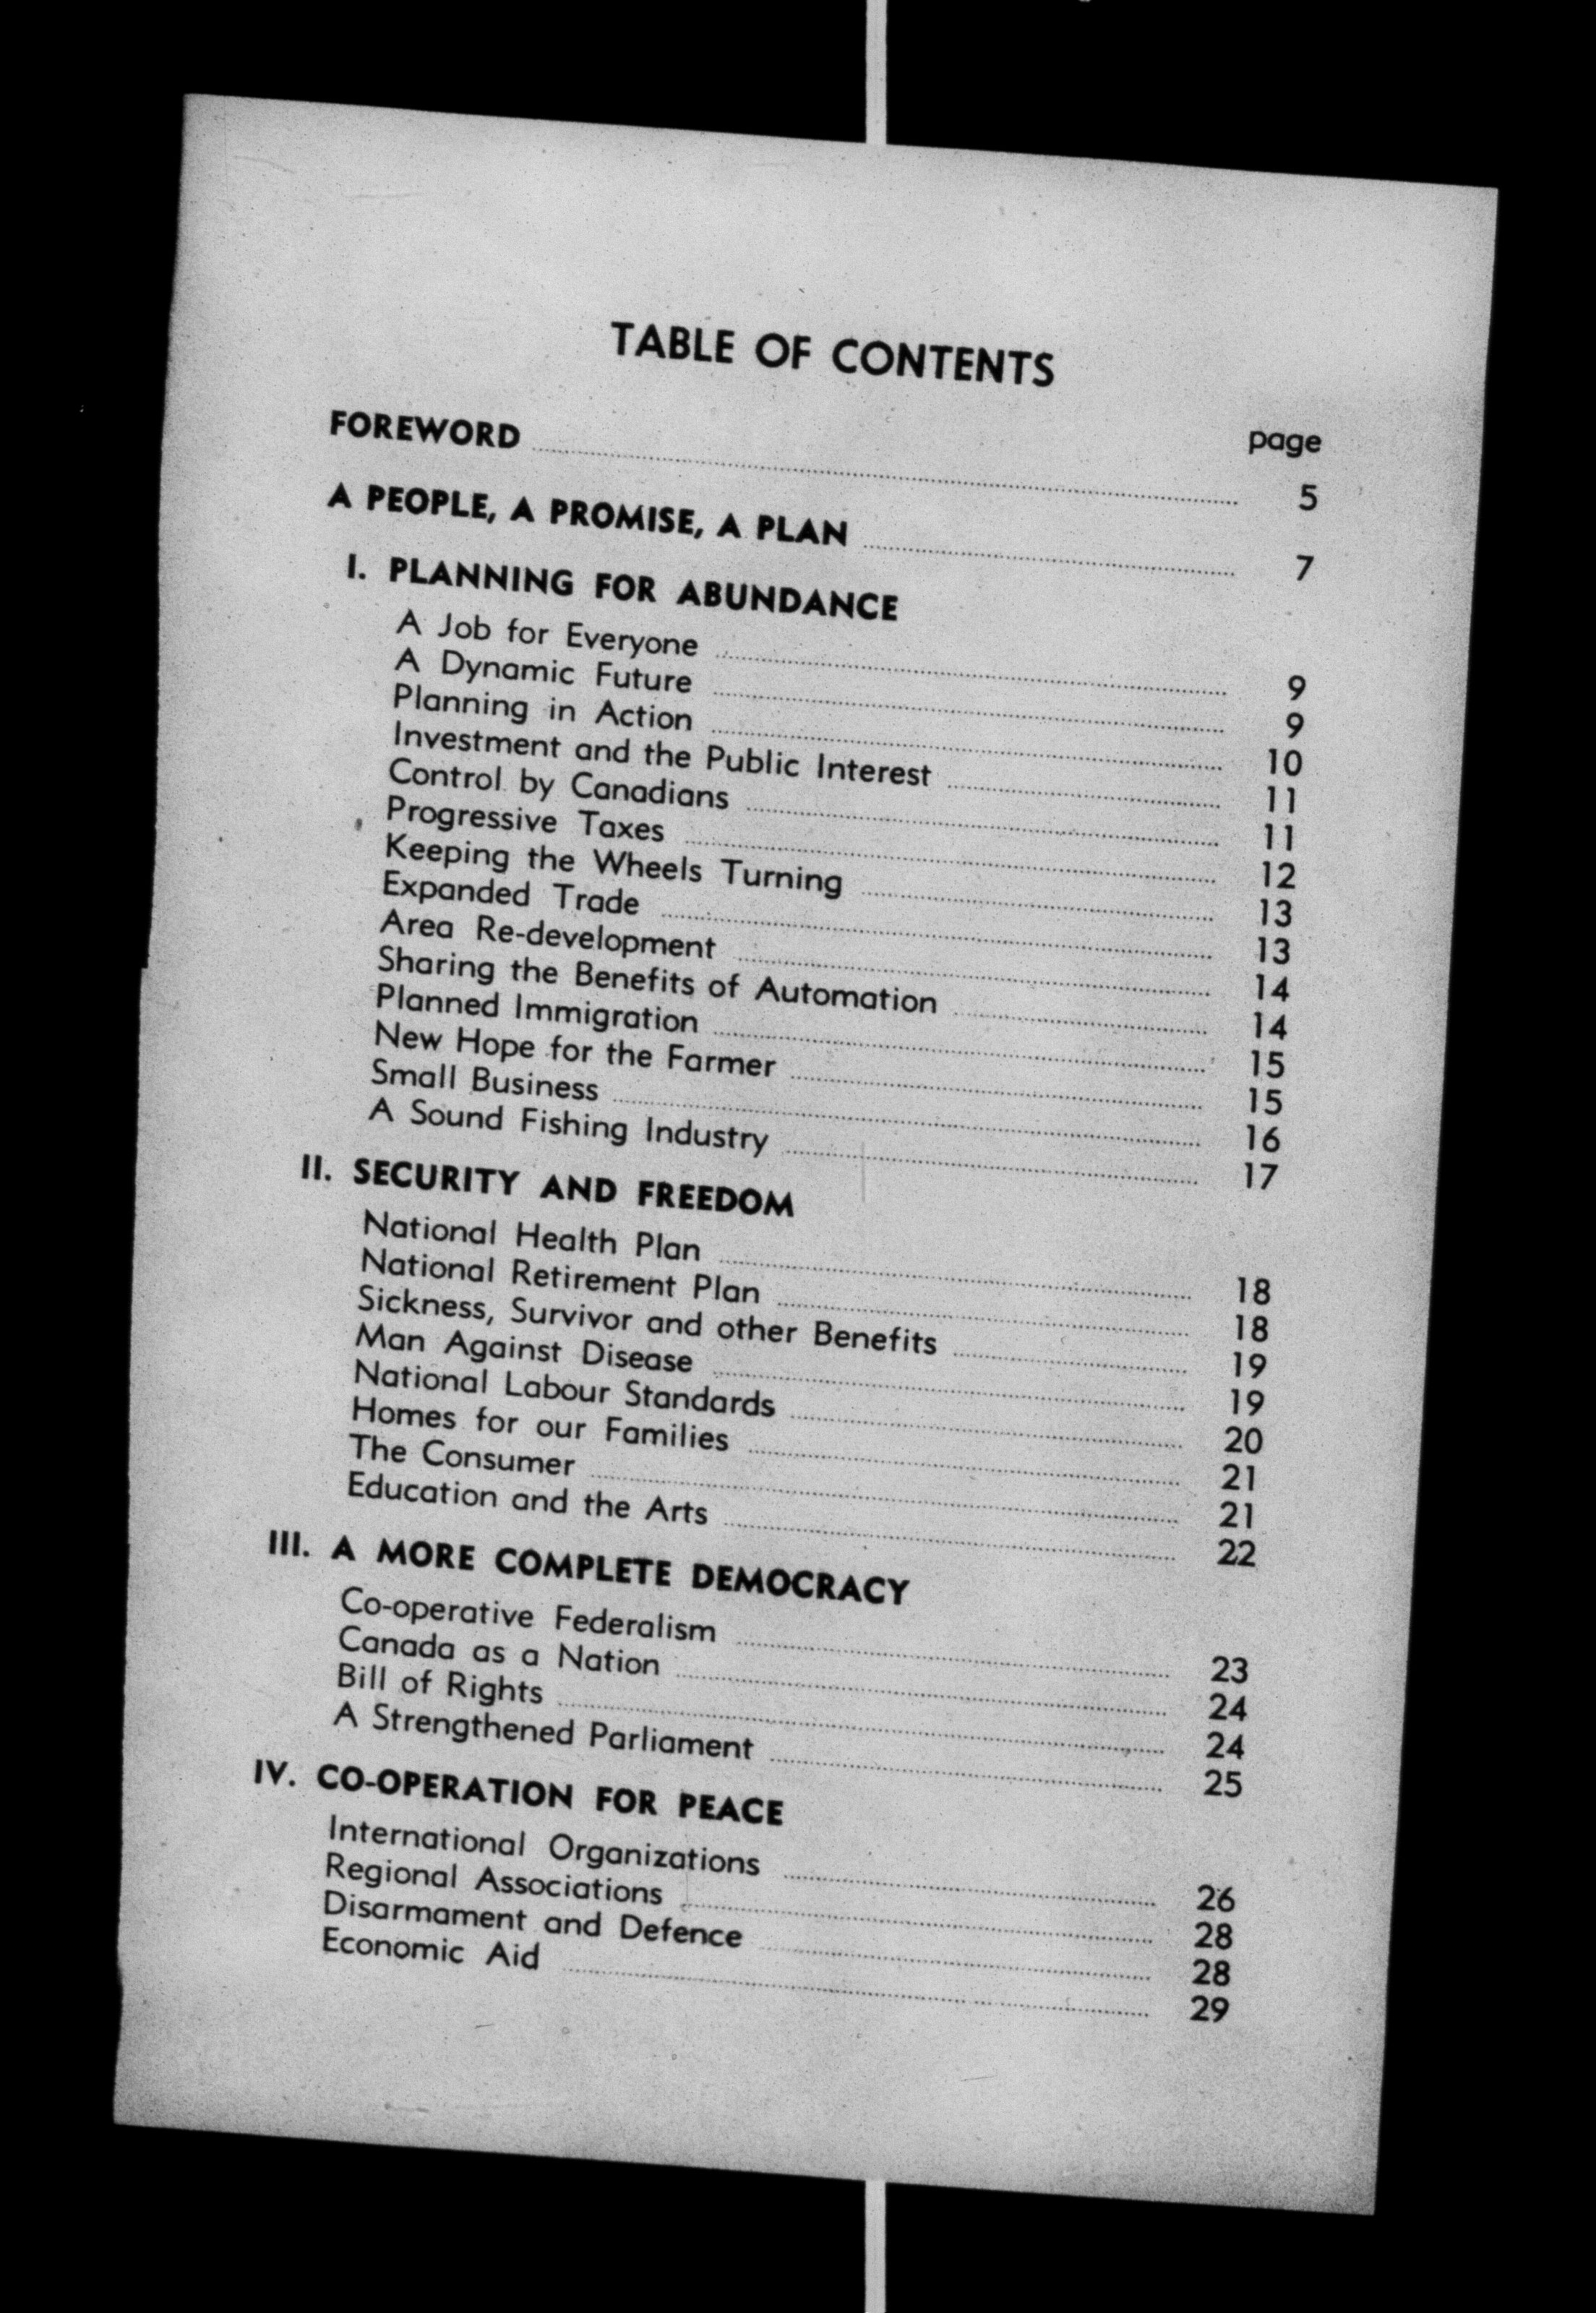 TABLE OF CONTENTS
page
FOREWORD 5
A PEOPLE, A PROMISE, A PLAN 7
I. PLANNING FOR ABUNDANCE
A Job for Everyone 9
A Dynamic Future 9
Planning in Action 10
Investment and the Public Interest 11
Control by Canadians 11
Progressive Taxes 12
Keeping the Wheels Turning 13
Expanded Trade 13
Area Re-development 14
Sharing the Benefits of Automation 14
Planned Immigration 15
New Hope for the Farmer 15
Small Business 16
A Sound Fishing Industry 17
II. SECURITY AND FREEDOM
National Health Plan 18
National Retirement Plan 18
Sickness, Survivor and other Benefits 19
Man Against Disease 19
National Labour Standards 20
Homes for our Families 21
The Consumer 21
Education and the Arts 22
III. A MORE COMPLETE DEMOCRACY
Co-operative Federalism 23
Canada as a Nation 24
Bill of Rights 24
A Strengthened Parliament 25
IV. CO-OPERATION FOR PEACE
International Organizations 26
Regional Associations 28
Disarmament and Defence 28
Economic Aid 29